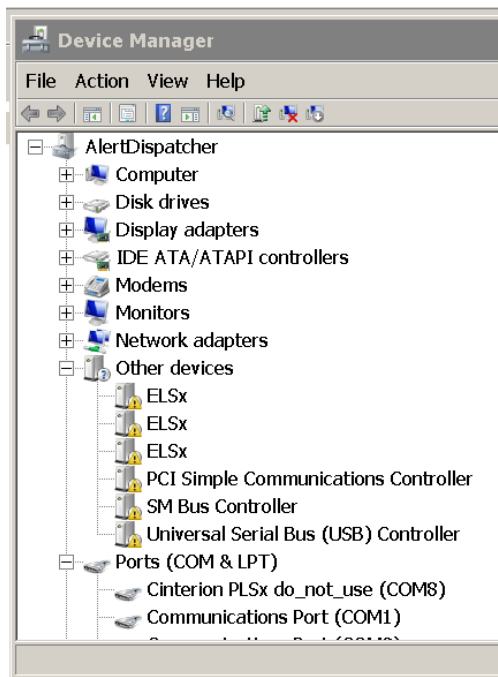 Device Manager
File Action View Help
AlertDispatcher
Computer
Disk drives
Display adapters
IDE ATA/ATAPI controllers
Modems
Monitors
Network adapters
Other devices
ELSx
ELSx
ELSx
PCI Simple Communications Controller
SM Bus Controller
Universal Serial Bus (USB) Controller
Ports (COM & LPT)
Cinterion PLSx do_not_use (COM8)
Communications Port (COM1)